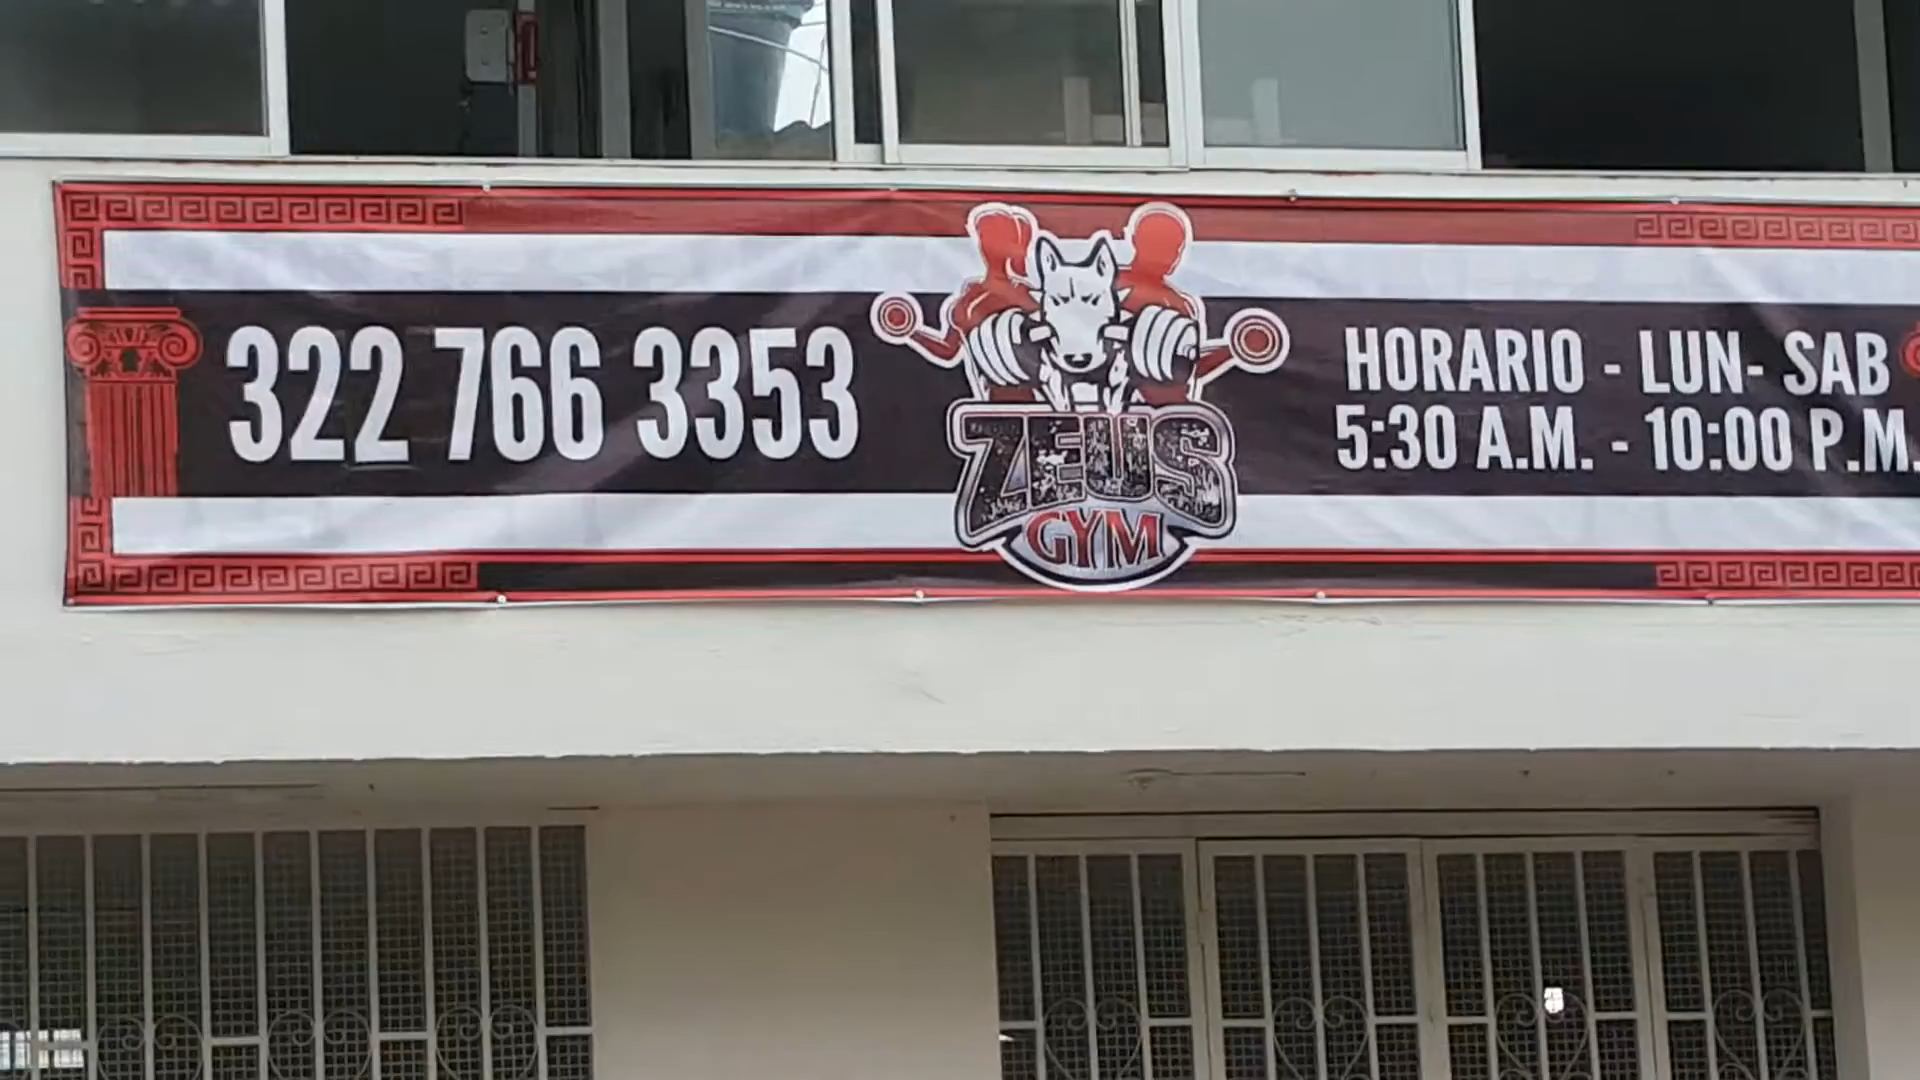 322 766 3353
ZEUS
GYM
HORARIO - LUN- SAB
5:30 A.M. - 10:00 P.M.